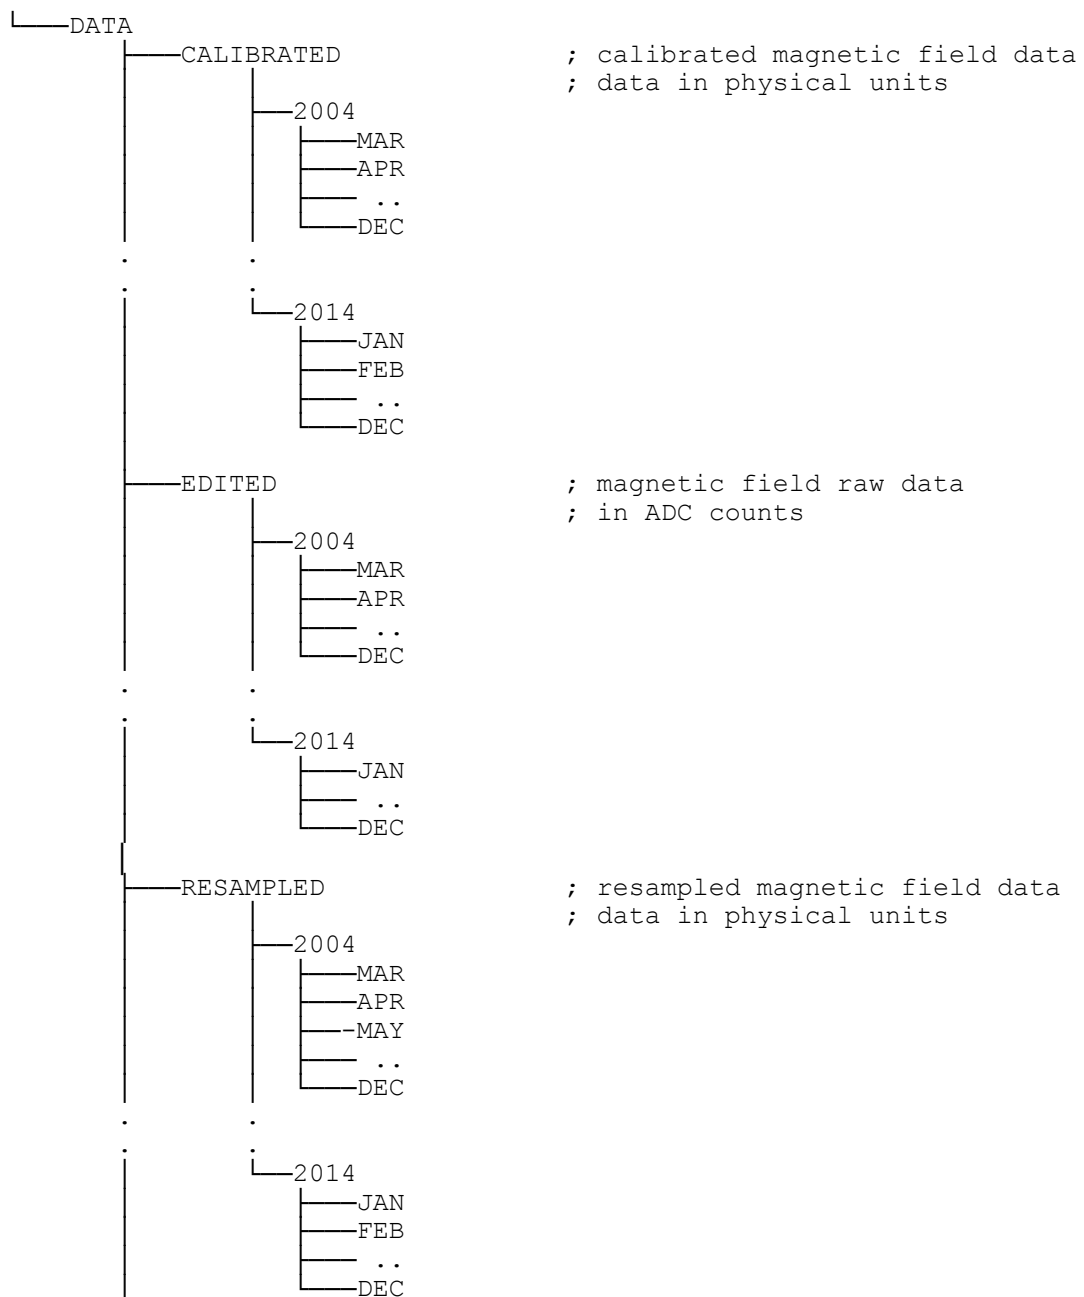 └───DATA
├───CALIBRATED ; calibrated magnetic field data
; data in physical units
├──2004
├───MAR
├───APR
├─── ..
└───DEC
. .
. .
└──2014
├───JAN
├───FEB
├─── ..
└───DEC
├───EDITED ; magnetic field raw data
; in ADC counts
├──2004
├───MAR
├───APR
├─── ..
└───DEC
. .
. .
└──2014
├───JAN
├─── ..
└───DEC
├───RESAMPLED ; resampled magnetic field data
; data in physical units
├──2004
├───MAR
├───APR
├──-MAY
├─── ..
└───DEC
. .
. .
└──2014
├───JAN
├───FEB
├─── ..
└───DEC